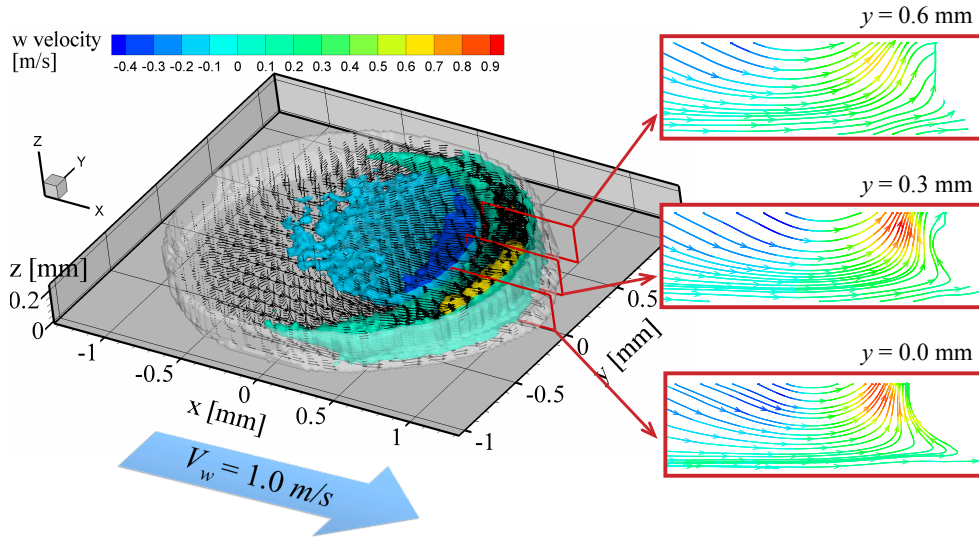 w velocity
[m/s]
-0.4 -0.3 -0.2 -0.1 0 0.1 0.2 0.3 0.4 0.5 0.6 0.7 0.8 0.9
y = 0.6 mm
Z
Y
X
y = 0.3 mm
z [mm]
0.2
0
-1
-0.5
0
0.5
1
x [mm]
-1
-0.5
0
0.5
y [mm]
y = 0.0 mm
V_w = 1.0 m/s